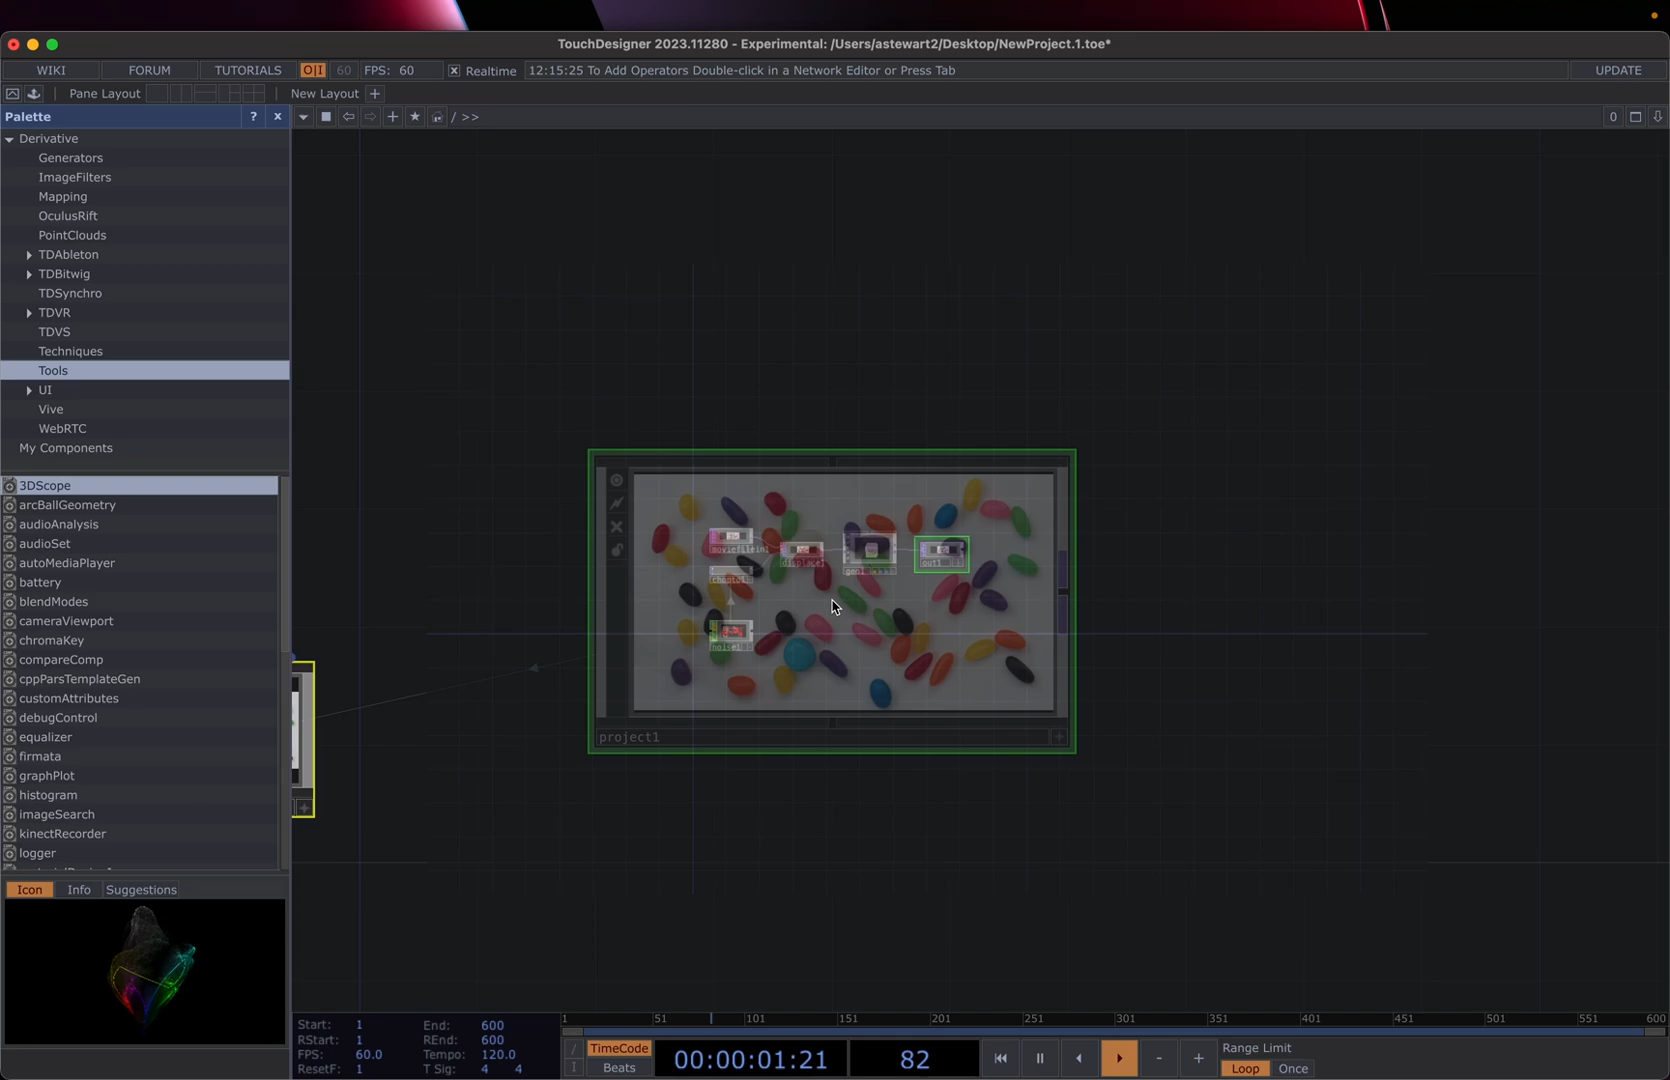 TouchDesigner 2023.11280 - Experimental: /Users/astewart2/Desktop/NewProject.1.toe*
WIKI FORUM TUTORIALS O|I 60 FPS: 60 Realtime 12:15:25 To Add Operators Double-click in a Network Editor or Press Tab UPDATE
Pane Layout New Layout +
Palette ? x / >> 0
Derivative
Generators
ImageFilters
Mapping
OculusRift
PointClouds
TDAbleton
TDBitwig
TDSynchro
TDVR
TDVS
Techniques
Tools
UI
Vive
WebRTC
My Components
3DScope
arcBallGeometry
audioAnalysis
audioSet
autoMediaPlayer
battery
blendModes
cameraViewport
chromaKey
compareComp
cppParsTemplateGen
customAttributes
debugControl
equalizer
firmata
graphPlot
histogram
imageSearch
kinectRecorder
logger
Icon Info Suggestions
moviefilein1
displace1
geo1
out1
chopto1
noise1
project1
Start: 1 End: 600
RStart: 1 REnd: 600
FPS: 60.0 Tempo: 120.0
ResetF: 1 T Sig: 4 4
1 51 101 151 201 251 301 351 401 451 501 551 600
TimeCode
Beats
00:00:01:21 82
- +
Range Limit
Loop Once